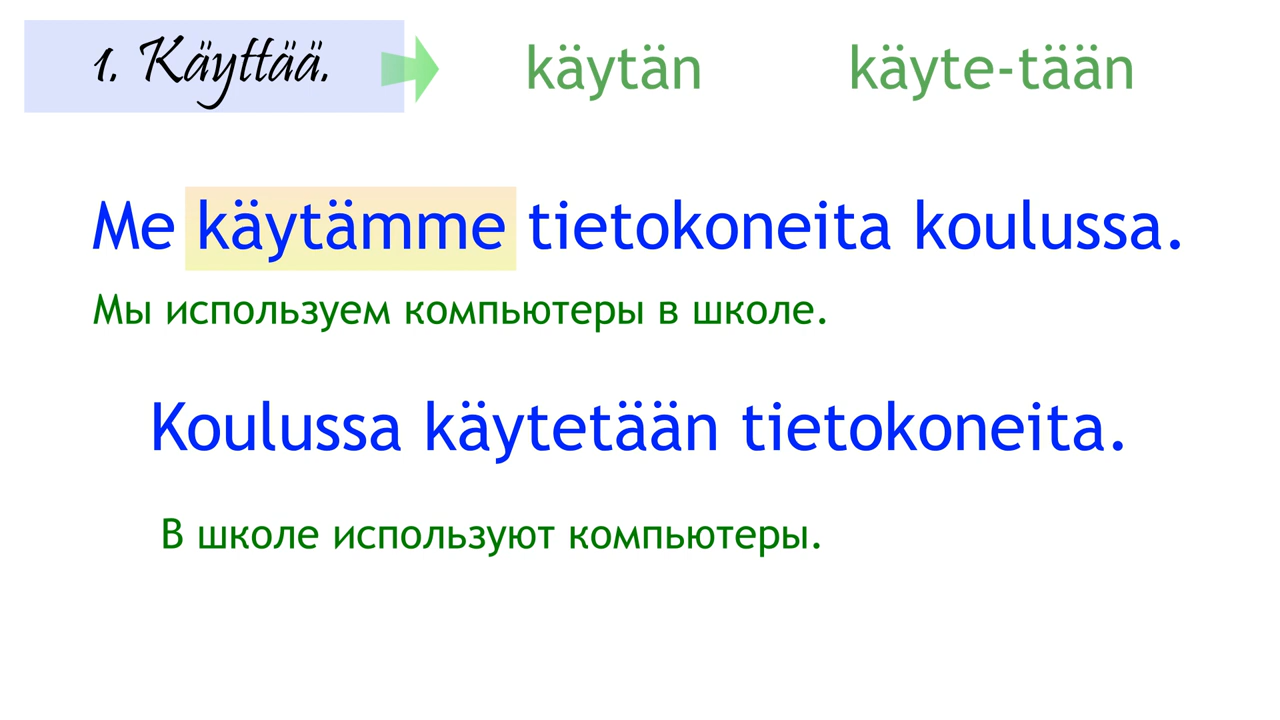 1. Käyttää. käytän käyte-tään
Me käytämme tietokoneita koulussa.
Мы используем компьютеры в школе.
Koulussa käytetään tietokoneita.
В школе используют компьютеры.